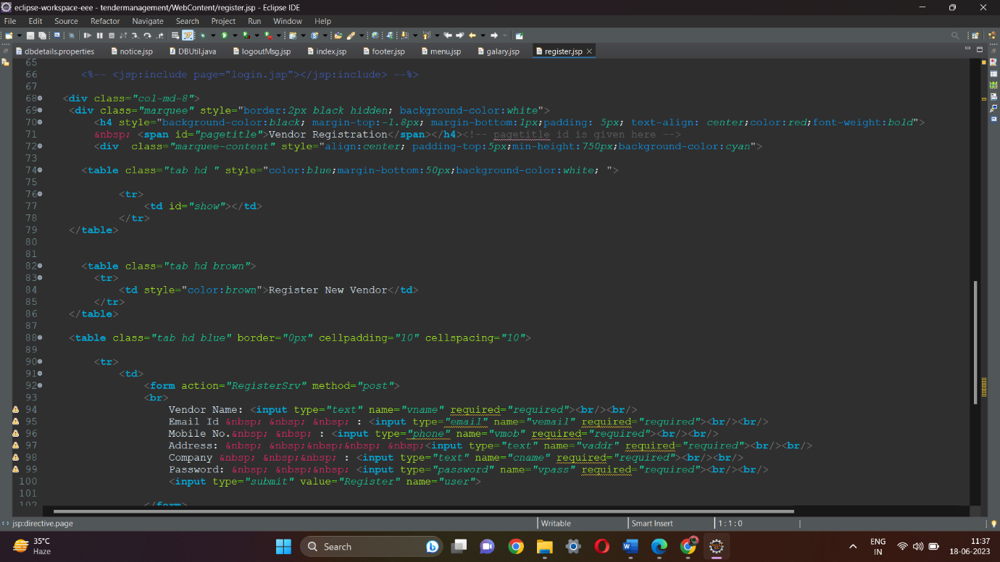 eclipse-workspace-eee - tendermanagement/WebContent/register.jsp - Eclipse IDE
File Edit Source Refactor Navigate Search Project Run Window Help
dbdetails.properties notice.jsp DBUtil.java logoutMsg.jsp index.jsp footer.jsp menu.jsp galary.jsp register.jsp
65
66 <%-- <jsp:include page="login.jsp"></jsp:include> --%>
67
68 <div class="col-md-8">
69 <div class="marquee" style="border:2px black hidden; background-color:white">
70 <h4 style="background-color:black; margin-top:-1.8px; margin-bottom:1px;padding: 5px; text-align: center;color:red;font-weight:bold">
71 &nbsp; <span id="pagetitle">Vendor Registration</span></h4><!-- pagetitle id is given here -->
72 <div  class="marquee-content" style="align:center; padding-top:5px;min-height:750px;background-color:cyan">
73
74 <table class="tab hd " style="color:blue;margin-bottom:50px;background-color:white; ">
75
76 <tr>
77 <td id="show"></td>
78 </tr>
79 </table>
80
81
82 <table class="tab hd brown">
83 <tr>
84 <td style="color:brown">Register New Vendor</td>
85 </tr>
86 </table>
87
88 <table class="tab hd blue" border="0px" cellpadding="10" cellspacing="10">
89
90 <tr>
91 <td>
92 <form action="RegisterSrv" method="post">
93 <br>
94 Vendor Name: <input type="text" name="vname" required="required"><br/><br/>
95 Email Id &nbsp; &nbsp; &nbsp; : <input type="email" name="vemail" required="required"><br/><br/>
96 Mobile No.&nbsp; &nbsp; : <input type="phone" name="vmob" required="required"><br/><br/>
97 Address: &nbsp; &nbsp;&nbsp;&nbsp; &nbsp;<input type="text" name="vaddr" required="required"><br/><br/>
98 Company &nbsp; &nbsp;&nbsp; : <input type="text" name="cname" required="required"><br/><br/>
99 Password: &nbsp; &nbsp;&nbsp; <input type="password" name="vpass" required="required"><br/><br/>
100 <input type="submit" value="Register" name="user">
101
102 </form>
jsp:directive.page Writable Smart Insert 1 : 1 : 0
35°C
Haze
Search
ENG
IN
11:37
18-06-2023